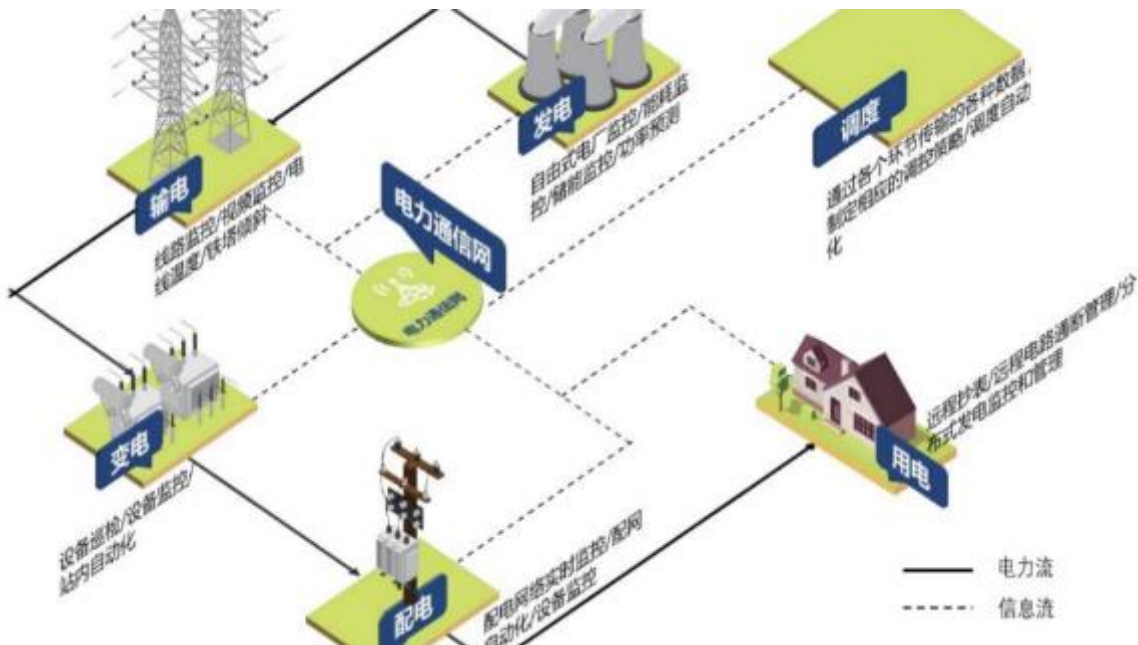 发电
自由式电厂监控/能耗监
控/储能监控/功率预测
调度
通过各个环节传输的各种数据,
制定相应的调控策略/调度自动
化
输电
线路监控/视频监控/电
线温度/铁塔倾斜
电力通信网
电力通信网
变电
设备巡检/设备监控/
站内自动化
用电
远程抄表/远程电路通断管理/分
布式发电监控和管理
配电
配电网络实时监控/配网
自动化/设备监控
电力流
信息流